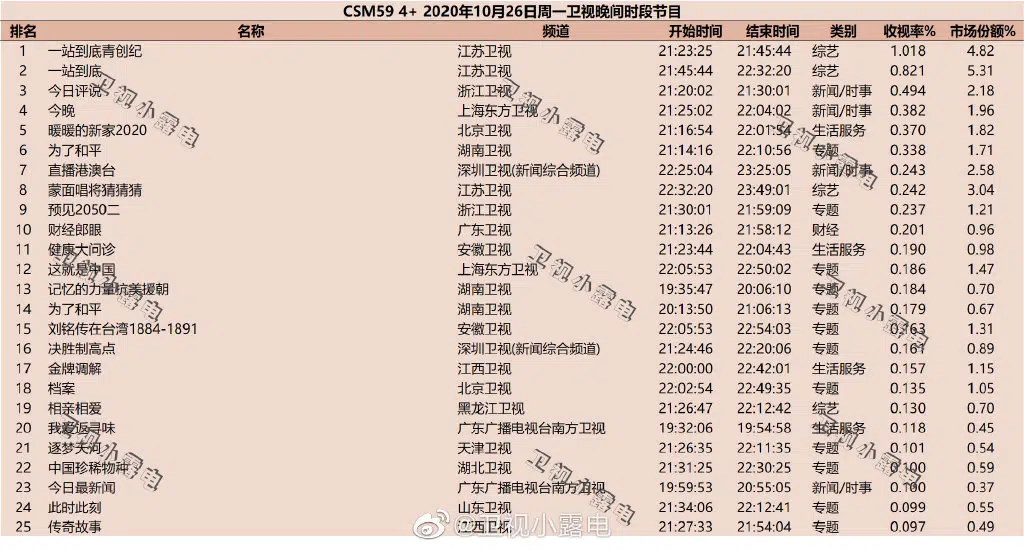 CSM59 4+ 2020年10月26日周一卫视晚间时段节目
排名 名称 频道 开始时间 结束时间 类别 收视率% 市场份额%
1 一站到底青创纪 江苏卫视 21:23:25 21:45:44 综艺 1.018 4.82
2 一站到底 江苏卫视 21:45:44 22:32:20 综艺 0.821 5.31
3 今日评说 浙江卫视 21:20:02 21:30:01 新闻/时事 0.494 2.18
4 今晚 上海东方卫视 21:25:02 22:04:02 新闻/时事 0.382 1.96
5 暖暖的新家2020 北京卫视 21:16:54 22:01:54 生活服务 0.370 1.82
6 为了和平 湖南卫视 21:14:16 22:10:56 专题 0.338 1.71
7 直播港澳台 深圳卫视(新闻综合频道) 22:25:04 23:25:05 新闻/时事 0.243 2.58
8 蒙面唱将猜猜猜 江苏卫视 22:32:20 23:49:01 综艺 0.242 3.04
9 预见2050二 浙江卫视 21:30:01 21:59:09 专题 0.237 1.21
10 财经郎眼 广东卫视 21:13:26 21:58:12 财经 0.201 0.96
11 健康大问诊 安徽卫视 21:23:44 22:04:43 生活服务 0.190 0.98
12 这就是中国 上海东方卫视 22:05:53 22:50:02 专题 0.186 1.47
13 记忆的力量抗美援朝 湖南卫视 19:35:47 20:06:10 专题 0.184 0.70
14 为了和平 湖南卫视 20:13:50 21:06:13 专题 0.179 0.67
15 刘铭传在台湾1884-1891 安徽卫视 22:05:53 22:54:03 专题 0.163 1.31
16 决胜制高点 深圳卫视(新闻综合频道) 21:24:46 22:20:06 专题 0.161 0.89
17 金牌调解 江西卫视 22:00:00 22:42:01 生活服务 0.157 1.15
18 档案 北京卫视 22:02:54 22:49:35 专题 0.135 1.05
19 相亲相爱 黑龙江卫视 21:26:47 22:12:42 综艺 0.130 0.70
20 我爱返寻味 广东广播电视台南方卫视 19:32:06 19:54:58 生活服务 0.118 0.45
21 逐梦天河 天津卫视 21:26:35 22:11:35 专题 0.101 0.54
22 中国珍稀物种 湖北卫视 21:31:25 22:30:25 专题 0.100 0.59
23 今日最新闻 广东广播电视台南方卫视 19:59:53 20:55:05 新闻/时事 0.100 0.37
24 此时此刻 山东卫视 21:34:06 22:12:41 专题 0.099 0.55
25 传奇故事 江西卫视 21:27:33 21:54:04 专题 0.097 0.49
卫视小露电
卫视小露电
卫视小露电
卫视小露电
卫视小露电
卫视小露电
卫视小露电
卫视小露电
卫视小露电
@卫视小露电